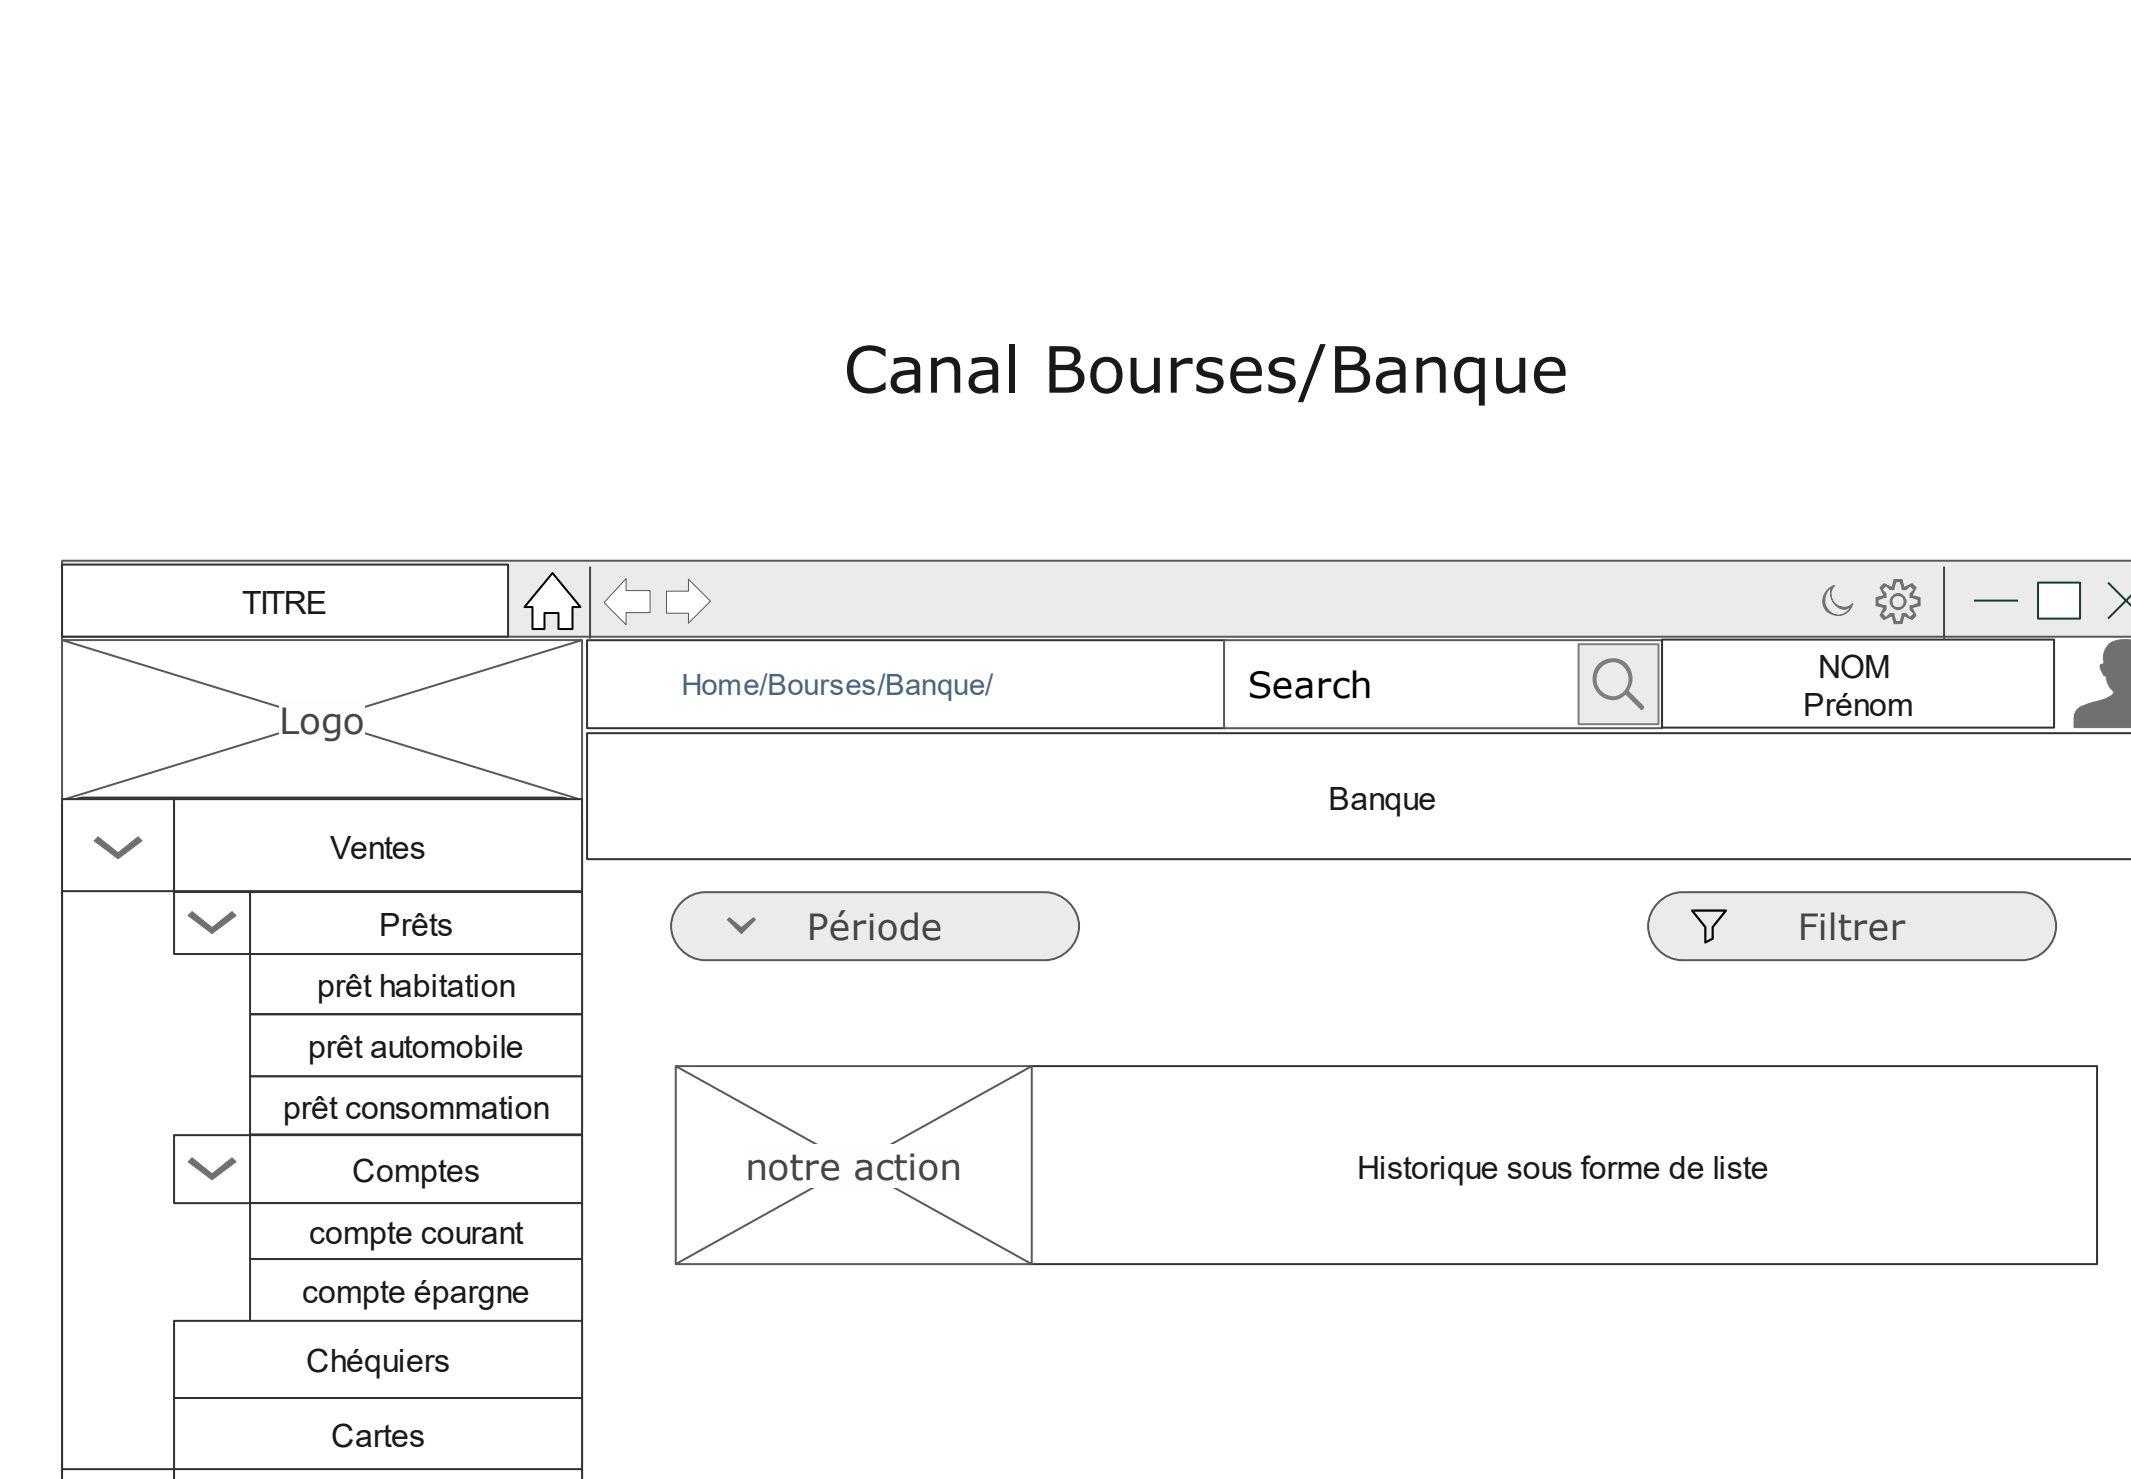 Canal Bourses/Banque
TITRE
Logo
Home/Bourses/Banque/
Search
NOM
Prénom
Banque
Ventes
Prêts
prêt habitation
prêt automobile
prêt consommation
Comptes
compte courant
compte épargne
Chéquiers
Cartes
Période
Filtrer
notre action
Historique sous forme de liste